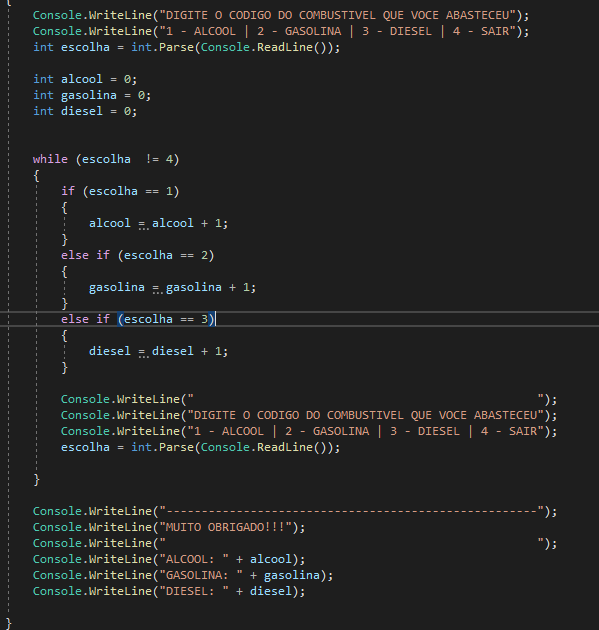 {
Console.WriteLine("DIGITE O CODIGO DO COMBUSTIVEL QUE VOCE ABASTECEU");
Console.WriteLine("1 - ALCOOL | 2 - GASOLINA | 3 - DIESEL | 4 - SAIR");
int escolha = int.Parse(Console.ReadLine());
int alcool = 0;
int gasolina = 0;
int diesel = 0;
while (escolha  != 4)
{
if (escolha == 1)
{
alcool = alcool + 1;
}
else if (escolha == 2)
{
gasolina = gasolina + 1;
}
else if (escolha == 3)
{
diesel = diesel + 1;
}
Console.WriteLine("                                                 ");
Console.WriteLine("DIGITE O CODIGO DO COMBUSTIVEL QUE VOCE ABASTECEU");
Console.WriteLine("1 - ALCOOL | 2 - GASOLINA | 3 - DIESEL | 4 - SAIR");
escolha = int.Parse(Console.ReadLine());
}
Console.WriteLine("-----------------------------------------------------");
Console.WriteLine("MUITO OBRIGADO!!!");
Console.WriteLine("                                                     ");
Console.WriteLine("ALCOOL: " + alcool);
Console.WriteLine("GASOLINA: " + gasolina);
Console.WriteLine("DIESEL: " + diesel);
}